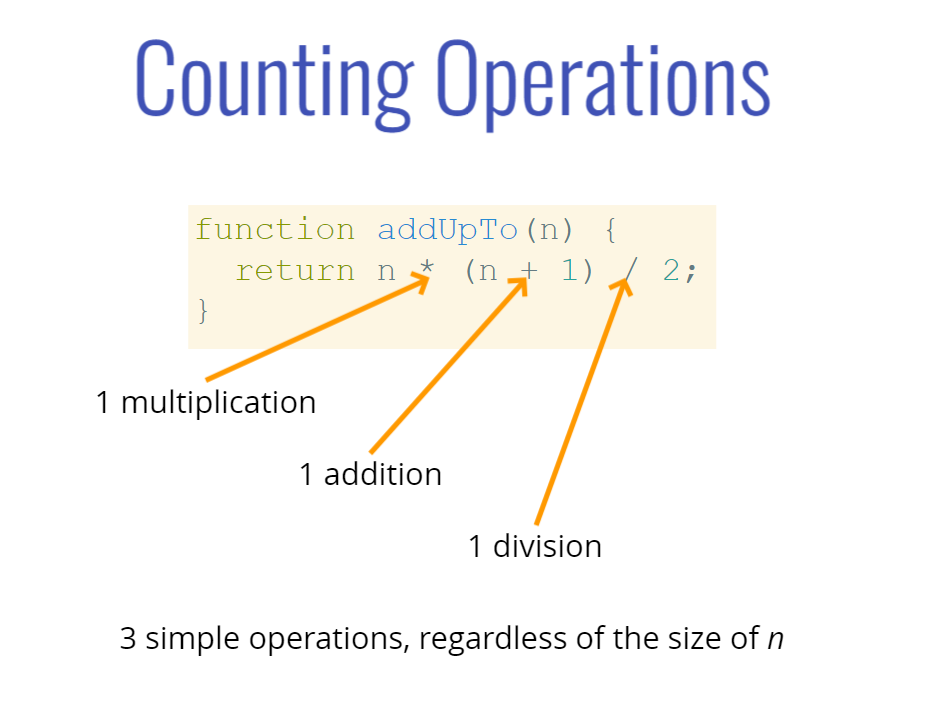 Counting Operations
function addUpTo(n) {
  return n * (n + 1) / 2;
}
1 multiplication
1 addition
1 division
3 simple operations, regardless of the size of n